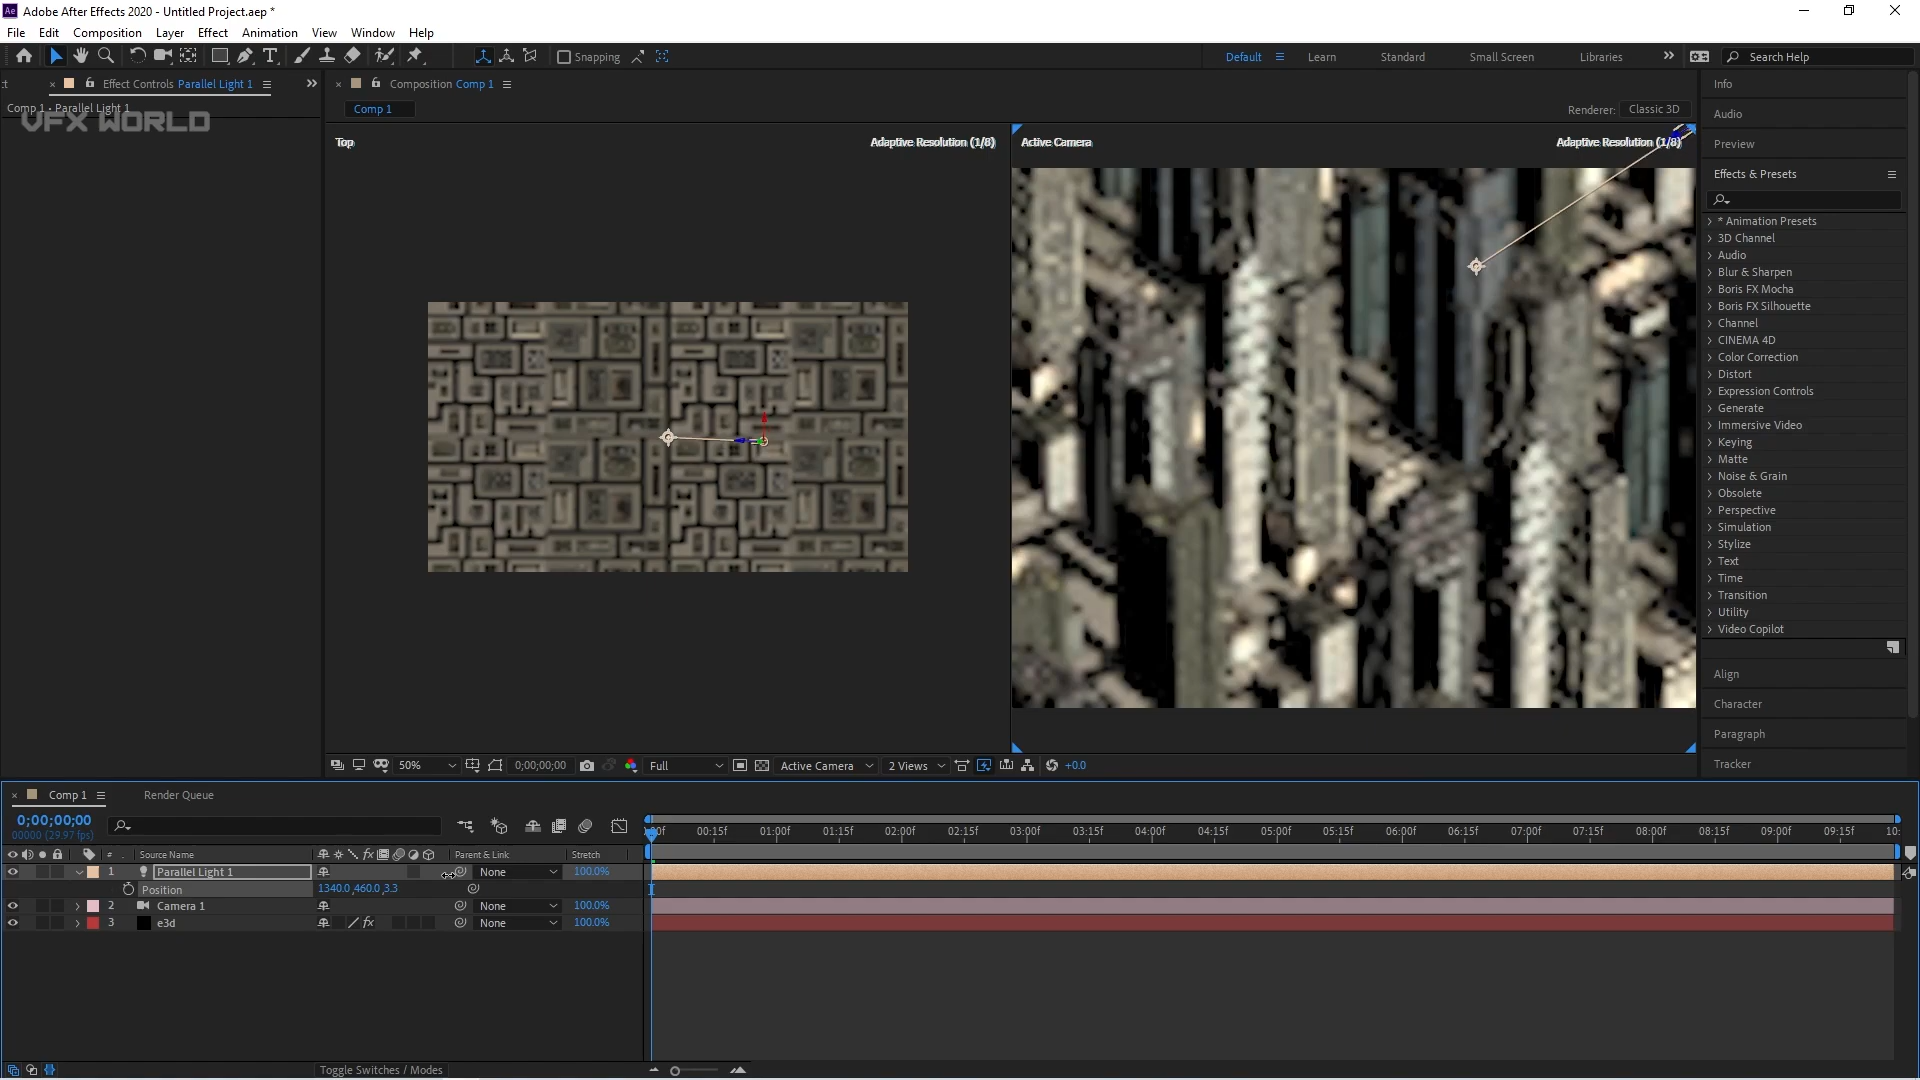 Adobe After Effects 2020 - Untitled Project.aep *
File Edit Composition Layer Effect Animation View Window Help
Snapping
Default Learn Standard Small Screen Libraries Search Help
Effect Controls Parallel Light 1
Composition Comp 1
Comp 1 • Parallel Light 1
VFX WORLD
Comp 1
Renderer: Classic 3D
Top Adaptive Resolution (1/8)
Active Camera Adaptive Resolution (1/8)
Info
Audio
Preview
Effects & Presets
* Animation Presets
3D Channel
Audio
Blur & Sharpen
Boris FX Mocha
Boris FX Silhouette
Channel
CINEMA 4D
Color Correction
Distort
Expression Controls
Generate
Immersive Video
Keying
Matte
Noise & Grain
Obsolete
Perspective
Simulation
Stylize
Text
Time
Transition
Utility
Video Copilot
Align
Character
Paragraph
Tracker
50% 0;00;00;00 Full Active Camera 2 Views +0.0
Comp 1 Render Queue
0;00;00;00
00000 (29.97 fps)
00:15f 01:00f 01:15f 02:00f 02:15f 03:00f 03:15f 04:00f 04:15f 05:00f 05:15f 06:00f 06:15f 07:00f 07:15f 08:00f 08:15f 09:00f 09:15f 10:
# Source Name Parent & Link Stretch
1 Parallel Light 1 None 100.0%
Position 1340.0,460.0,3.3
2 Camera 1 None 100.0%
3 e3d None 100.0%
Toggle Switches / Modes